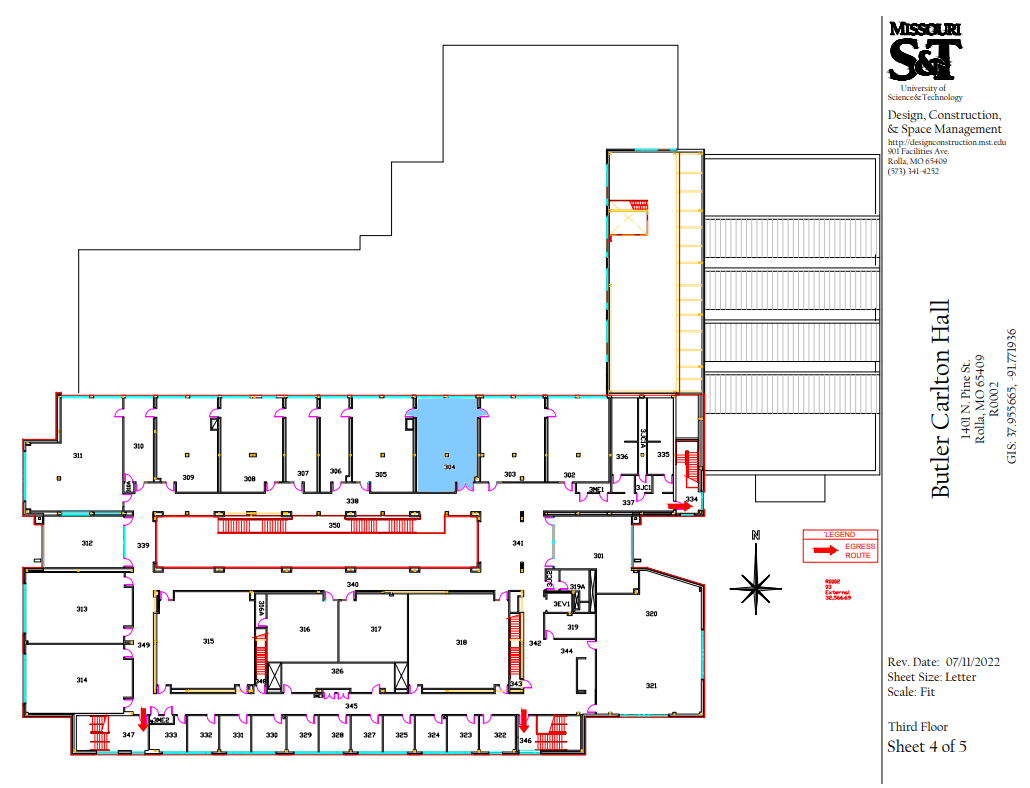 MISSOURI
S&T
University of
Science&Technology
Design, Construction,
& Space Management
http://designconstruction.mst.edu
901 Facilities Ave.
Rolla, MO 65409
(573) 341-4252
Butler Carlton Hall
1401 N. Pine St.
Rolla, MO 65409
R0002
GIS: 37.955665, -91.771936
311
310
309
308
307
306
305
304
303
302
336
335
338
3ME1
3JC1
337
334
350
312
339
341
301
N
"LEGEND
EGRESS
ROUTE
R0002
03
External
32,366.69
340
3JC2
319A
3EV1
313
316A
315
316
317
318
319
320
349
342
344
314
326
348
343
321
345
3ME2
347
333
332
331
330
329
328
327
325
324
323
322
346
Rev. Date: 07/11/2022
Sheet Size: Letter
Scale: Fit
Third Floor
Sheet 4 of 5